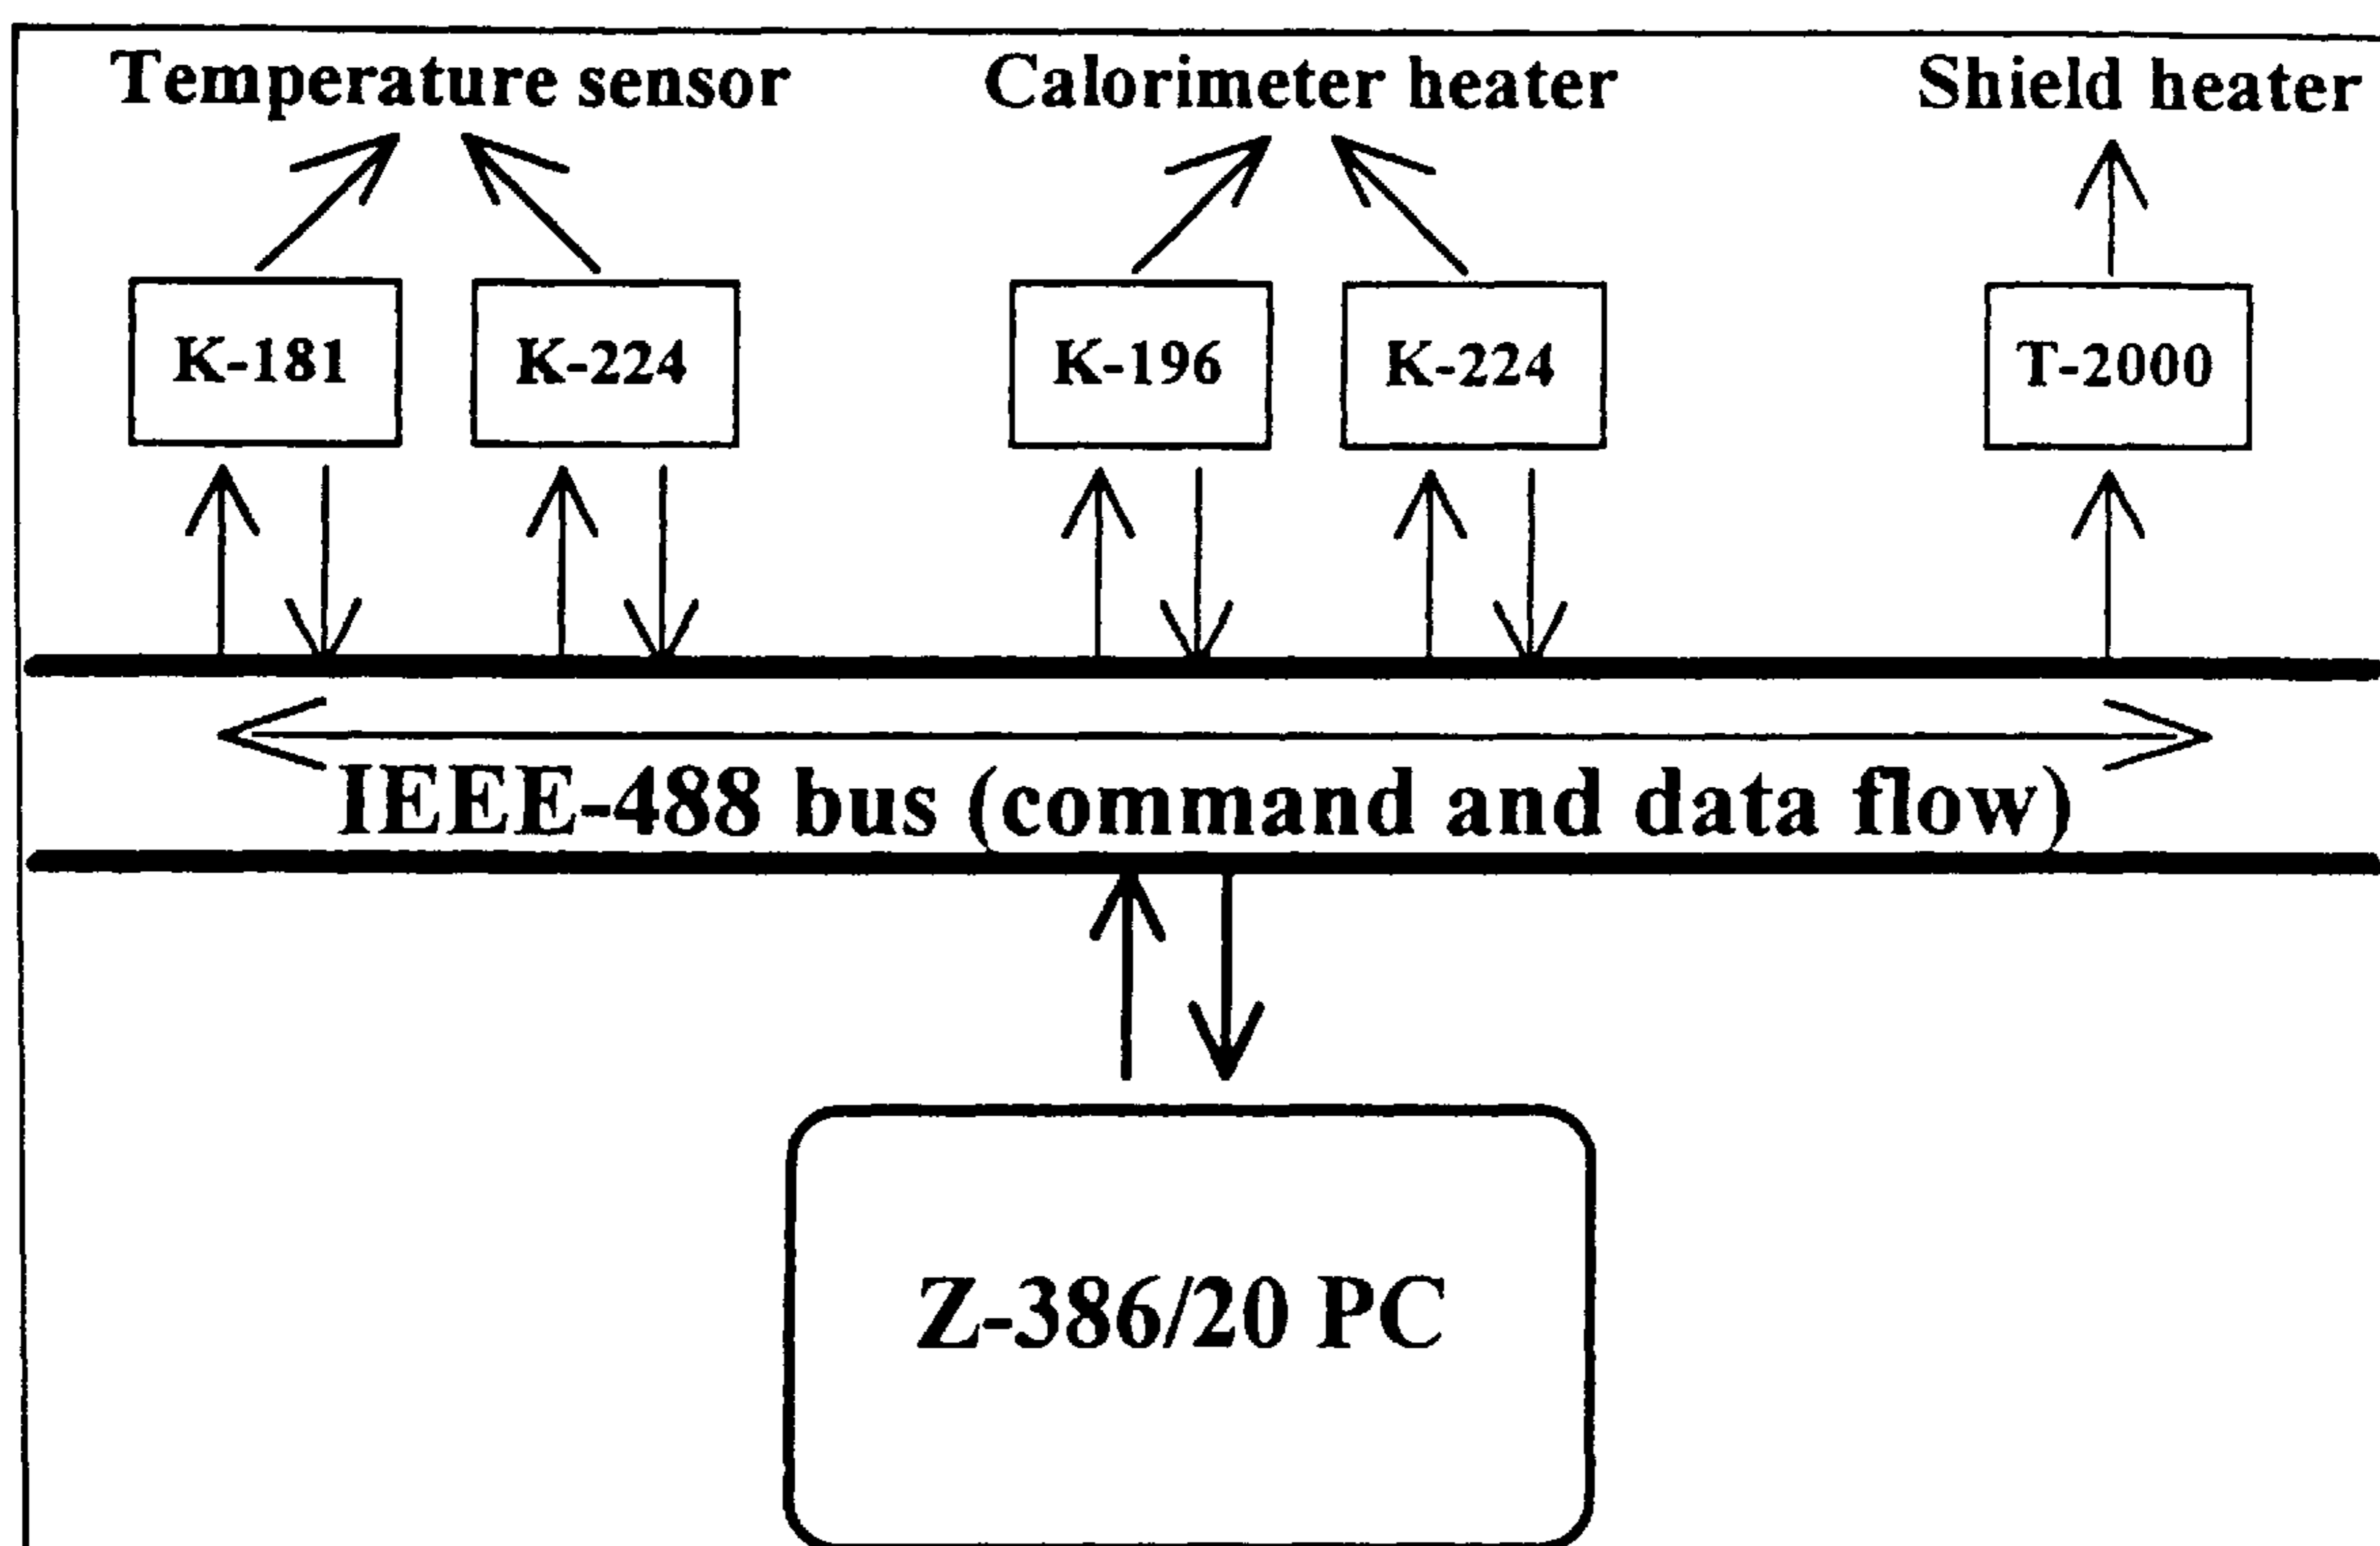 Temperature sensor
Calorimeter heater
Shield heater
K-181
K-224
K-196
K-224
T-2000
IEEE-488 bus (command and data flow)
Z-386/20 PC